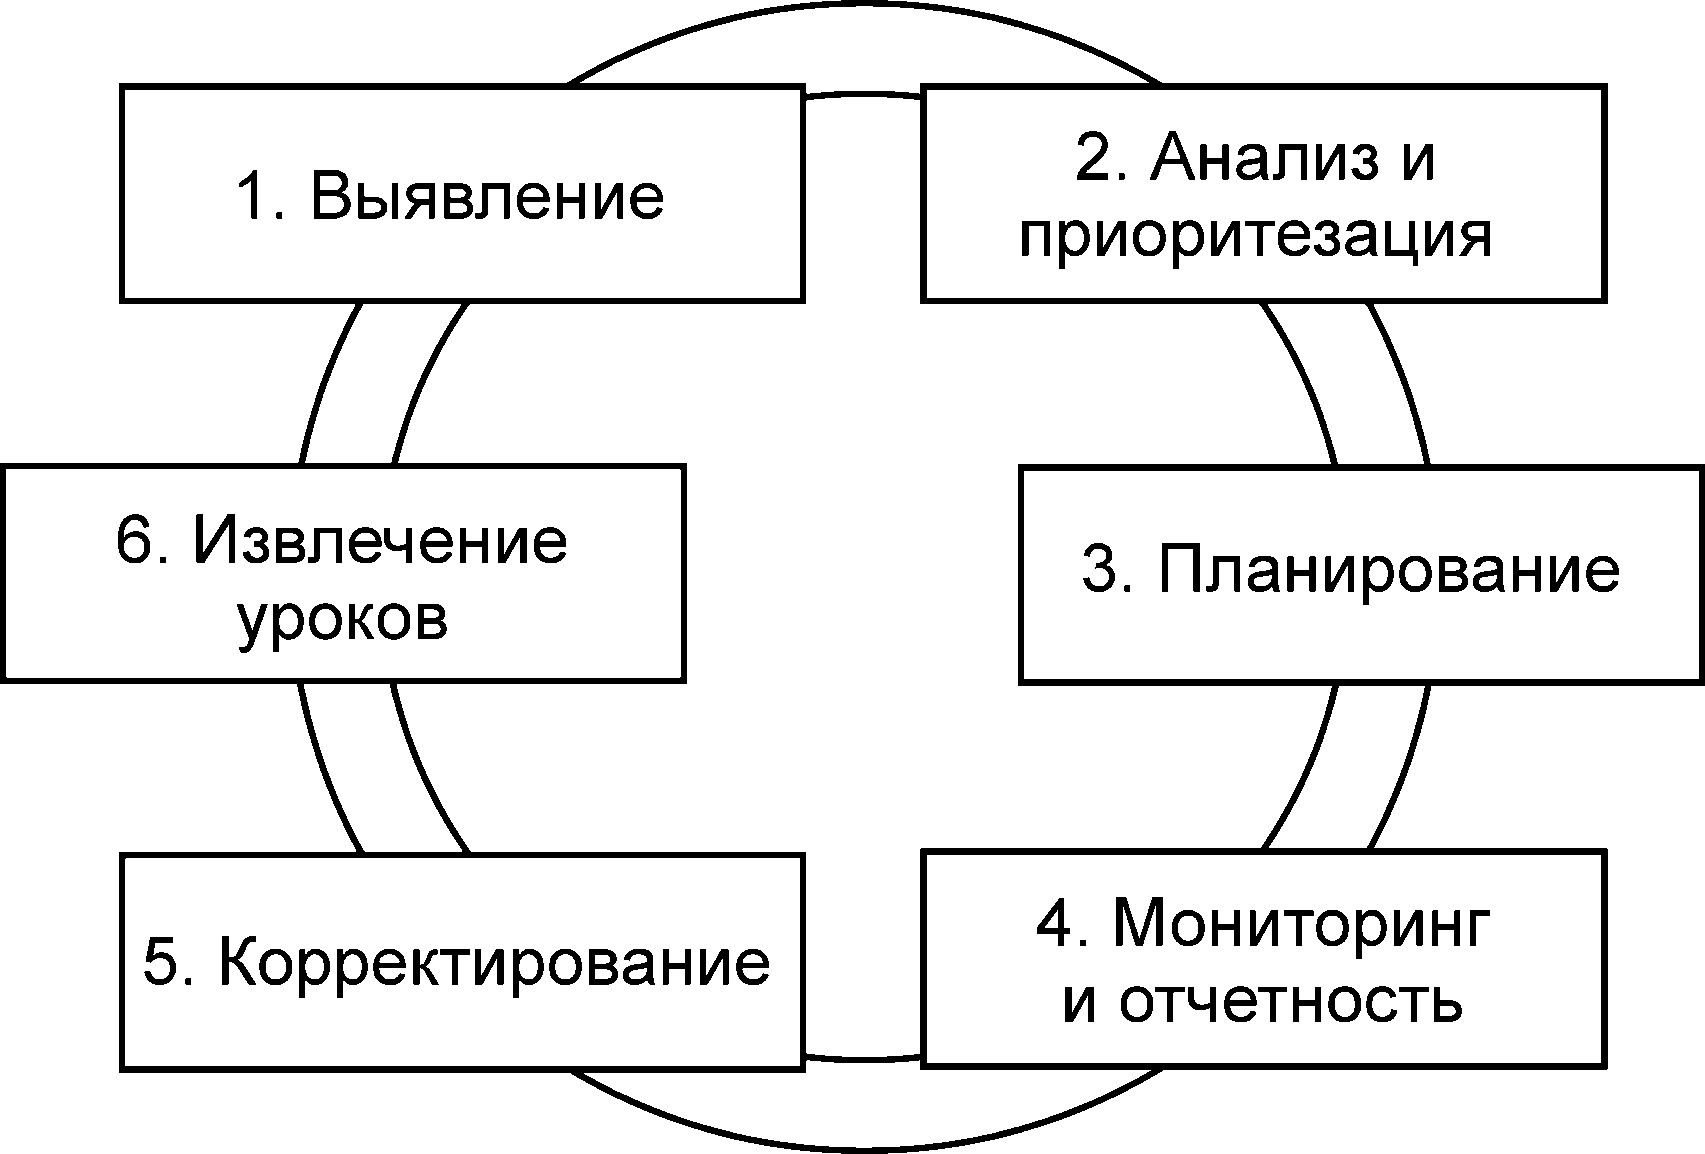 1. Выявление
2. Анализ и
приоритезация
3. Планирование
4. Мониторинг
и отчетность
5. Корректирование
6. Извлечение
уроков